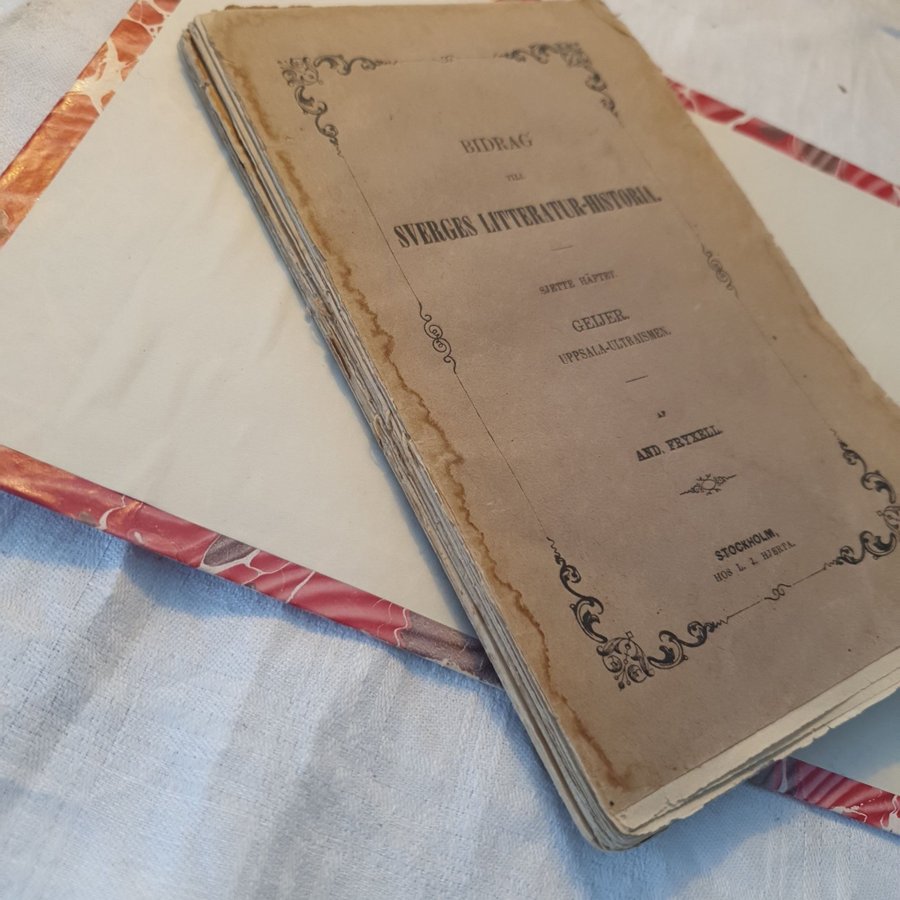 BIDRAG
TILL
SVERGES LITTERATUR-HISTORIA.
SJETTE HÄFTET.
GEIJER.
UPPSALA-ULTRAISMEN.
AF
AND. FRYXELL.
STOCKHOLM,
HOS L. J. HJERTA.